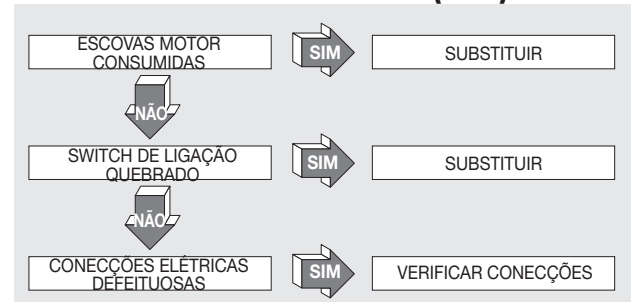 ESCOVAS MOTOR
CONSUMIDAS
SIM
SUBSTITUIR
NÃO
SWITCH DE LIGAÇÃO
QUEBRADO
SIM
SUBSTITUIR
NÃO
CONECÇÕES ELÉTRICAS
DEFEITUOSAS
SIM
VERIFICAR CONECÇÕES